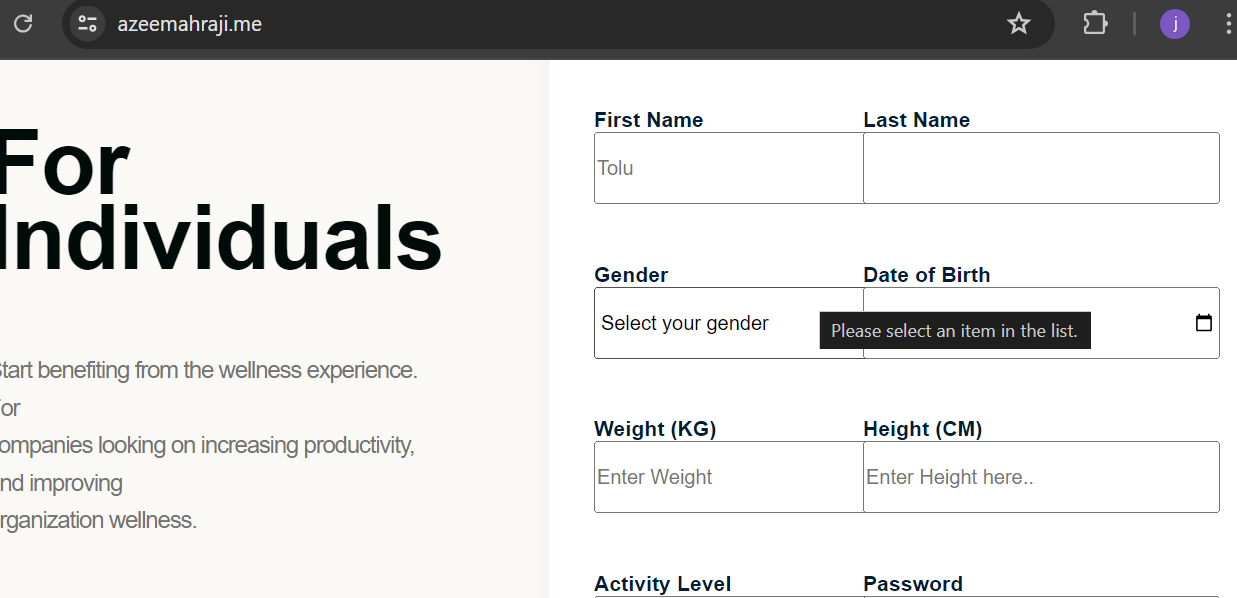 azeemahraji.me
j
For
Individuals
tart benefiting from the wellness experience.
or
ompanies looking on increasing productivity,
nd improving
rganization wellness.
First Name
Last Name
Tolu
Gender
Date of Birth
Select your gender
Please select an item in the list.
Weight (KG)
Height (CM)
Enter Weight
Enter Height here..
Activity Level
Password